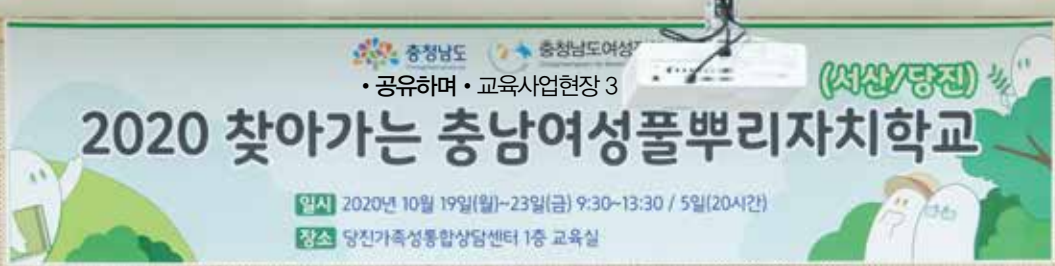 충청남도 충청남도여성
• 공유하며 • 교육사업현장 3
(서산/당진)
2020 찾아가는 충남여성풀뿌리자치학교
일시 2020년 10월 19일(월)~23일(금) 9:30~13:30 / 5일(20시간)
장소 당진가족성통합상담센터 1층 교육실